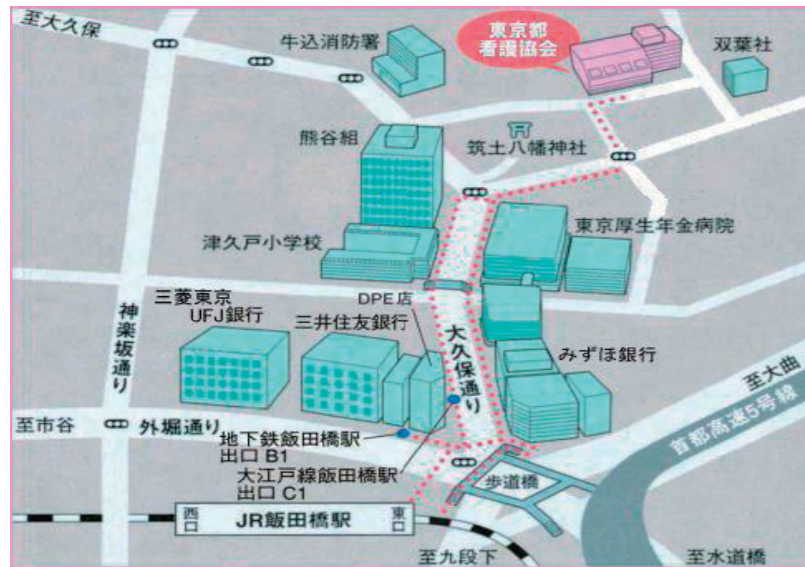 至大久保
牛込消防署
東京都
看護協会
双葉社
熊谷組
筑土八幡神社
津久戸小学校
東京厚生年金病院
神楽坂通り
三菱東京
UFJ銀行
DPE店
三井住友銀行
大久保通り
みずほ銀行
至大曲
首都高速5号線
至市谷
外堀通り
地下鉄飯田橋駅
出口 B1
大江戸線飯田橋駅
出口 C1
歩道橋
西口
JR飯田橋駅
東口
至九段下
至水道橋